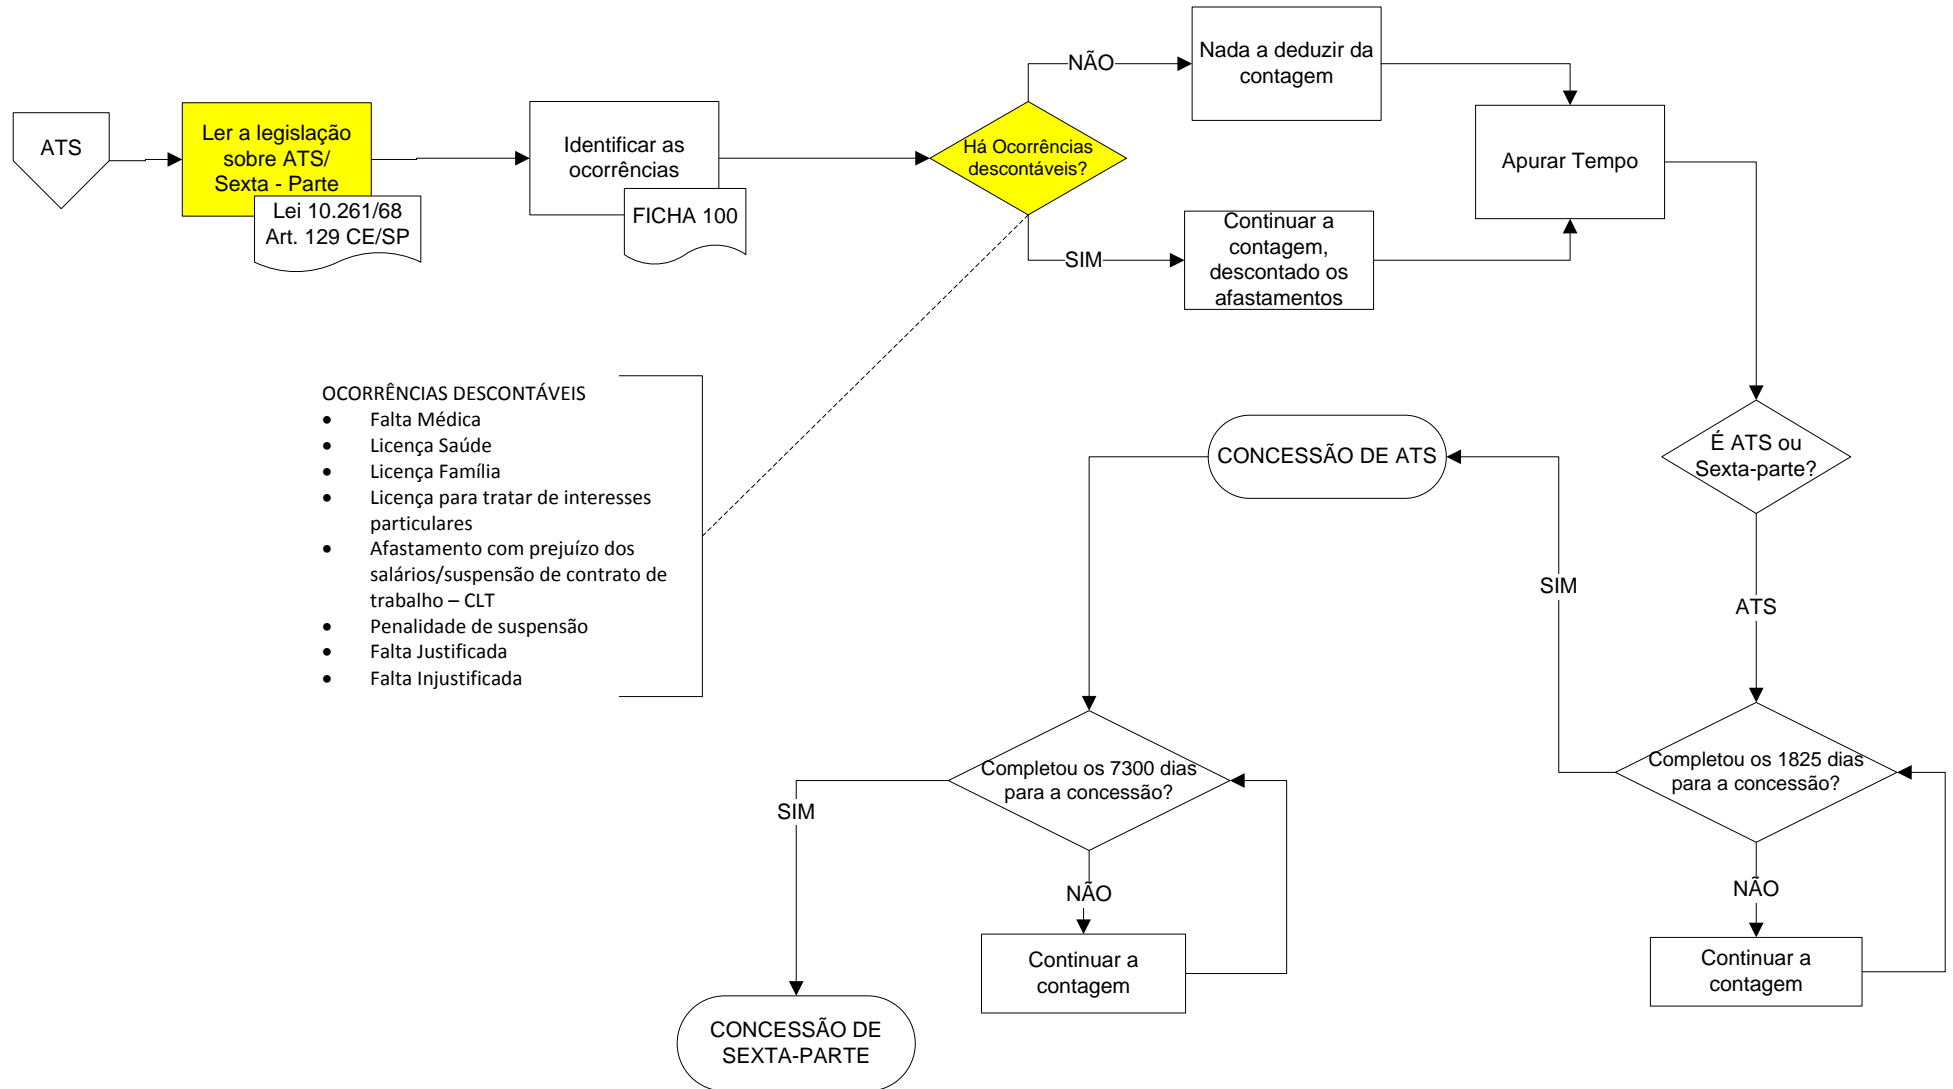 ATS
Ler a legislação
sobre ATS/
Sexta - Parte
Lei 10.261/68
Art. 129 CE/SP
Identificar as
ocorrências
FICHA 100
Há Ocorrências
descontáveis?
NÃO
Nada a deduzir da
contagem
SIM
Continuar a
contagem,
descontado os
afastamentos
Apurar Tempo
OCORRÊNCIAS DESCONTÁVEIS
• Falta Médica
• Licença Saúde
• Licença Família
• Licença para tratar de interesses
particulares
• Afastamento com prejuízo dos
salários/suspensão de contrato de
trabalho – CLT
• Penalidade de suspensão
• Falta Justificada
• Falta Injustificada
É ATS ou
Sexta-parte?
ATS
Completou os 1825 dias
para a concessão?
NÃO
Continuar a
contagem
SIM
CONCESSÃO DE ATS
Completou os 7300 dias
para a concessão?
NÃO
Continuar a
contagem
SIM
CONCESSÃO DE
SEXTA-PARTE